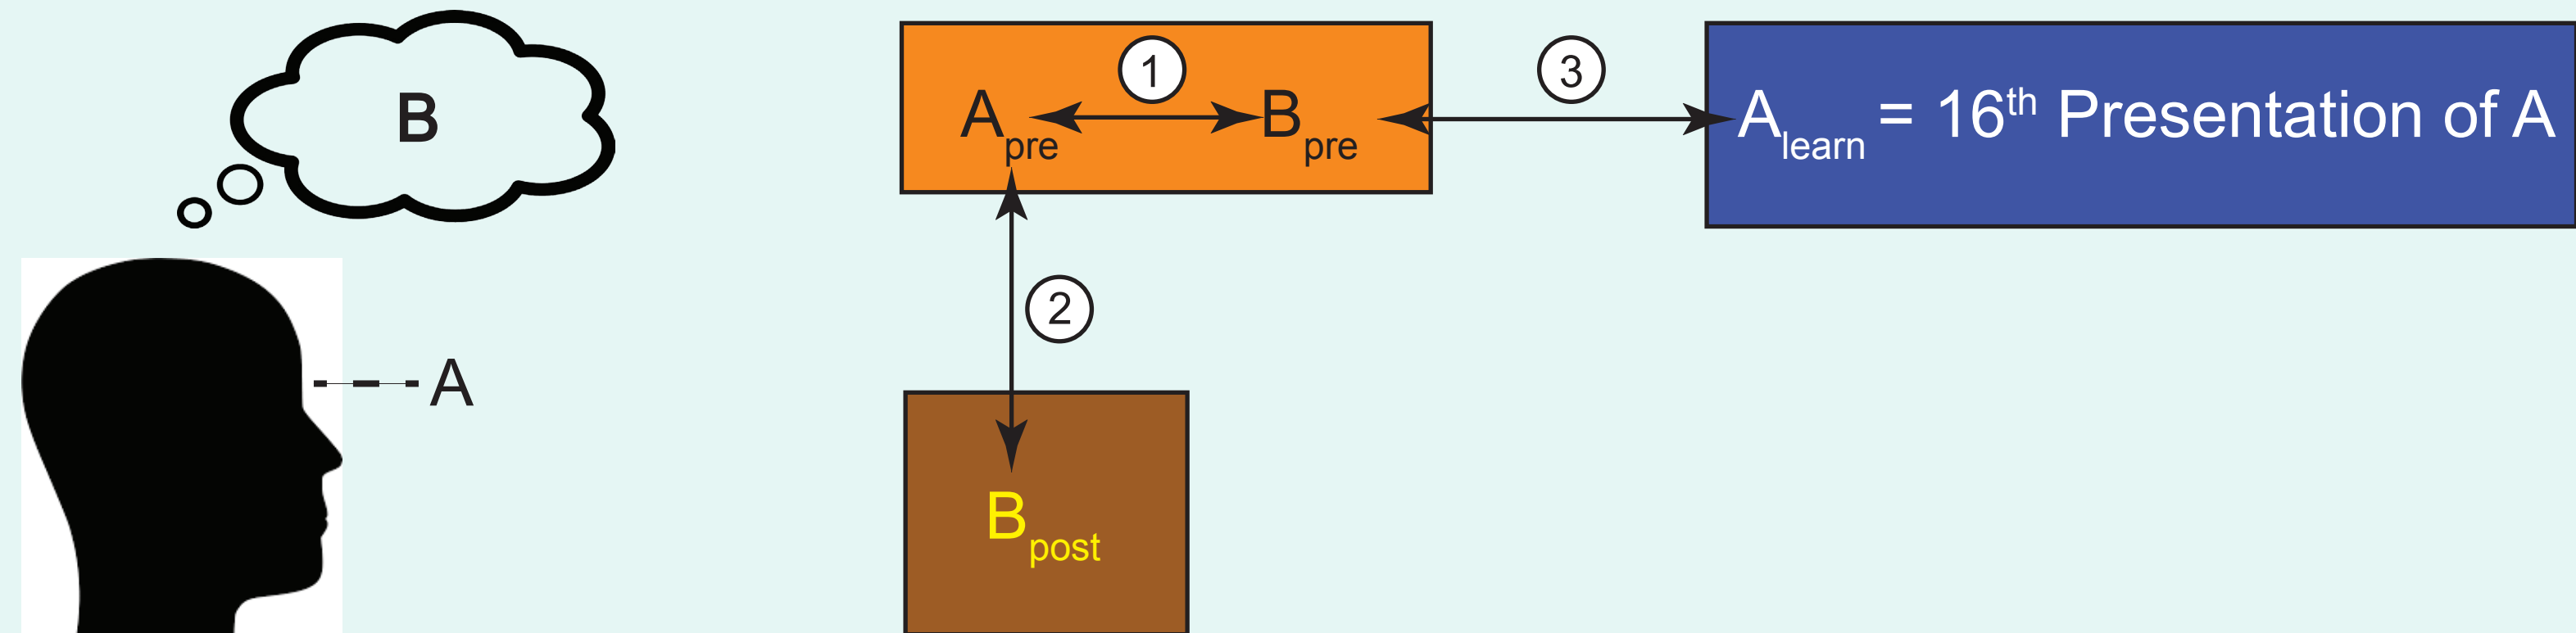 B
A
1
A pre B pre
3
A learn = 16th Presentation of A
2
B post